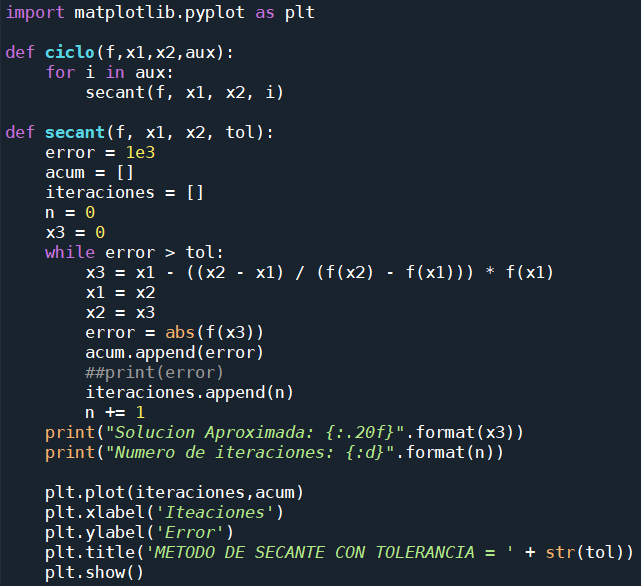 import matplotlib.pyplot as plt

def ciclo(f,x1,x2,aux):
    for i in aux:
        secant(f, x1, x2, i)

def secant(f, x1, x2, tol):
    error = 1e3
    acum = []
    iteraciones = []
    n = 0
    x3 = 0
    while error > tol:
        x3 = x1 - ((x2 - x1) / (f(x2) - f(x1))) * f(x1)
        x1 = x2
        x2 = x3
        error = abs(f(x3))
        acum.append(error)
        ##print(error)
        iteraciones.append(n)
        n += 1
    print("Solucion Aproximada: {:.20f}".format(x3))
    print("Numero de iteraciones: {:d}".format(n))

    plt.plot(iteraciones,acum)
    plt.xlabel('Iteaciones')
    plt.ylabel('Error')
    plt.title('METODO DE SECANTE CON TOLERANCIA = ' + str(tol))
    plt.show()